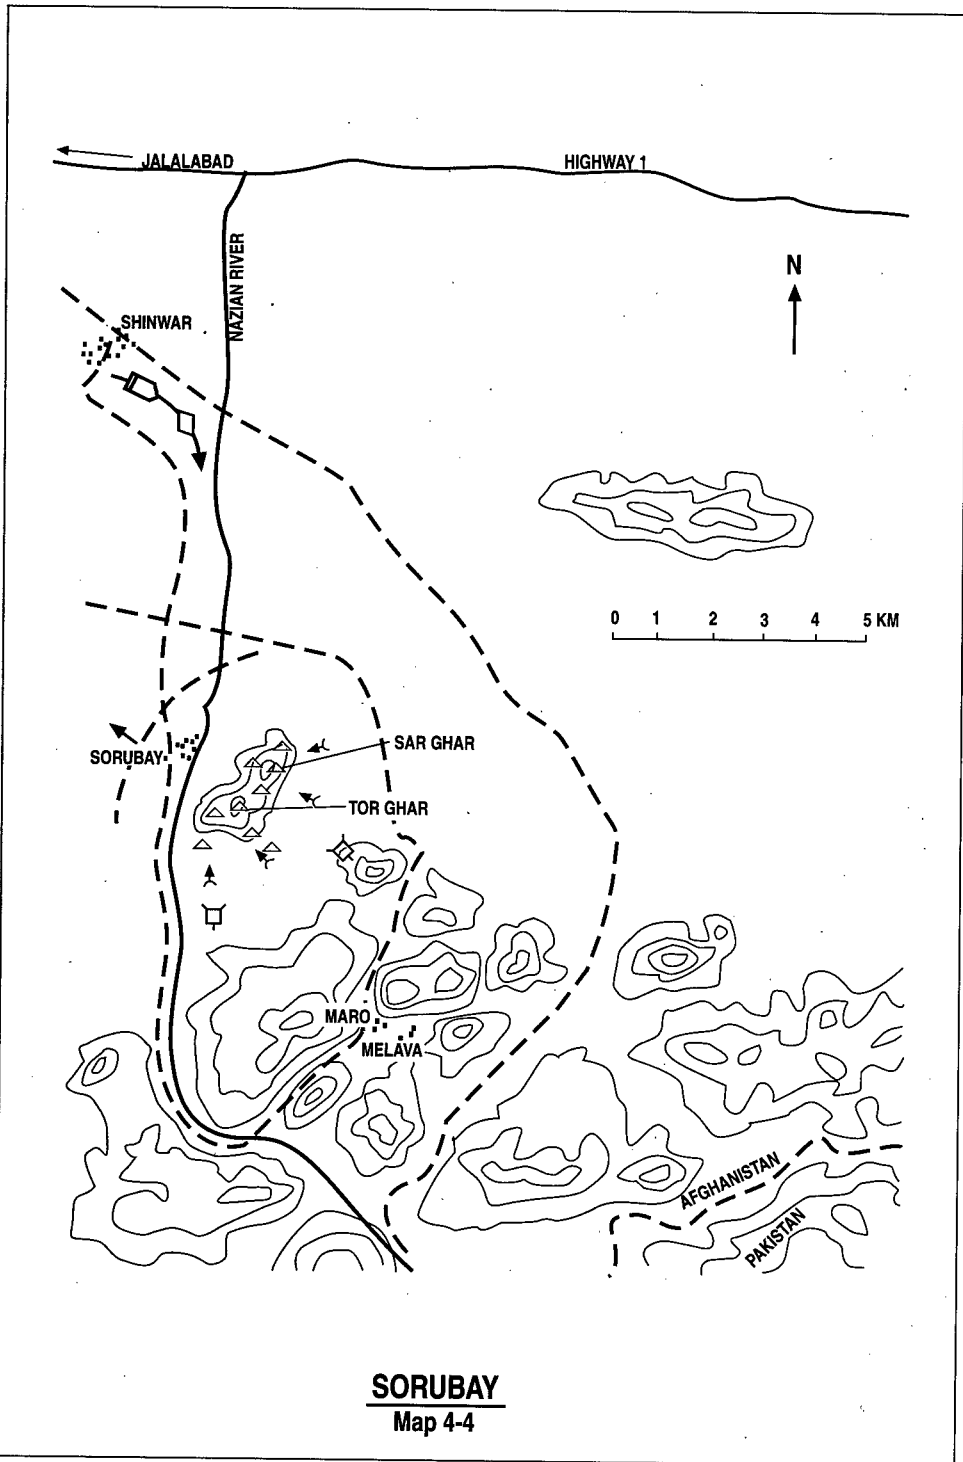 JALALABAD
HIGHWAY 1
NAZIAN RIVER
N
SHINWAR
0 1 2 3 4 5 KM
SORUBAY
SAR GHAR
TOR GHAR
MARO
MELAVA
AFGHANISTAN
PAKISTAN
SORUBAY
Map 4-4